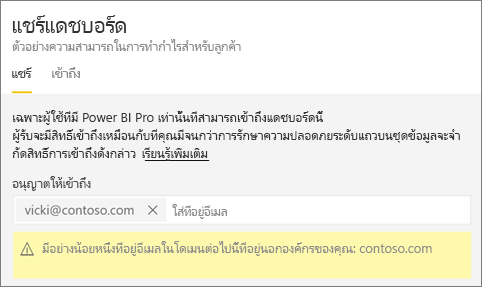 แชร์แดชบอร์ด
ตัวอย่างความสามารถในการทำกำไรสำหรับลูกค้า
แชร์ เข้าถึง
เฉพาะผู้ใช้ที่มี Power BI Pro เท่านั้นที่สามารถเข้าถึงแดชบอร์ดนี้
ผู้รับจะมีสิทธิ์เข้าถึงเหมือนกับที่คุณมีจนกว่าการรักษาความปลอดภัยระดับแถวบนชุดข้อมูลจะจำ
กัดสิทธิ์การเข้าถึงดังกล่าว เรียนรู้เพิ่มเติม
อนุญาตให้เข้าถึง
vicki@contoso.com ใส่ที่อยู่อีเมล
มีอย่างน้อยหนึ่งที่อยู่อีเมลในโดเมนต่อไปนี้ที่อยู่นอกองค์กรของคุณ: contoso.com